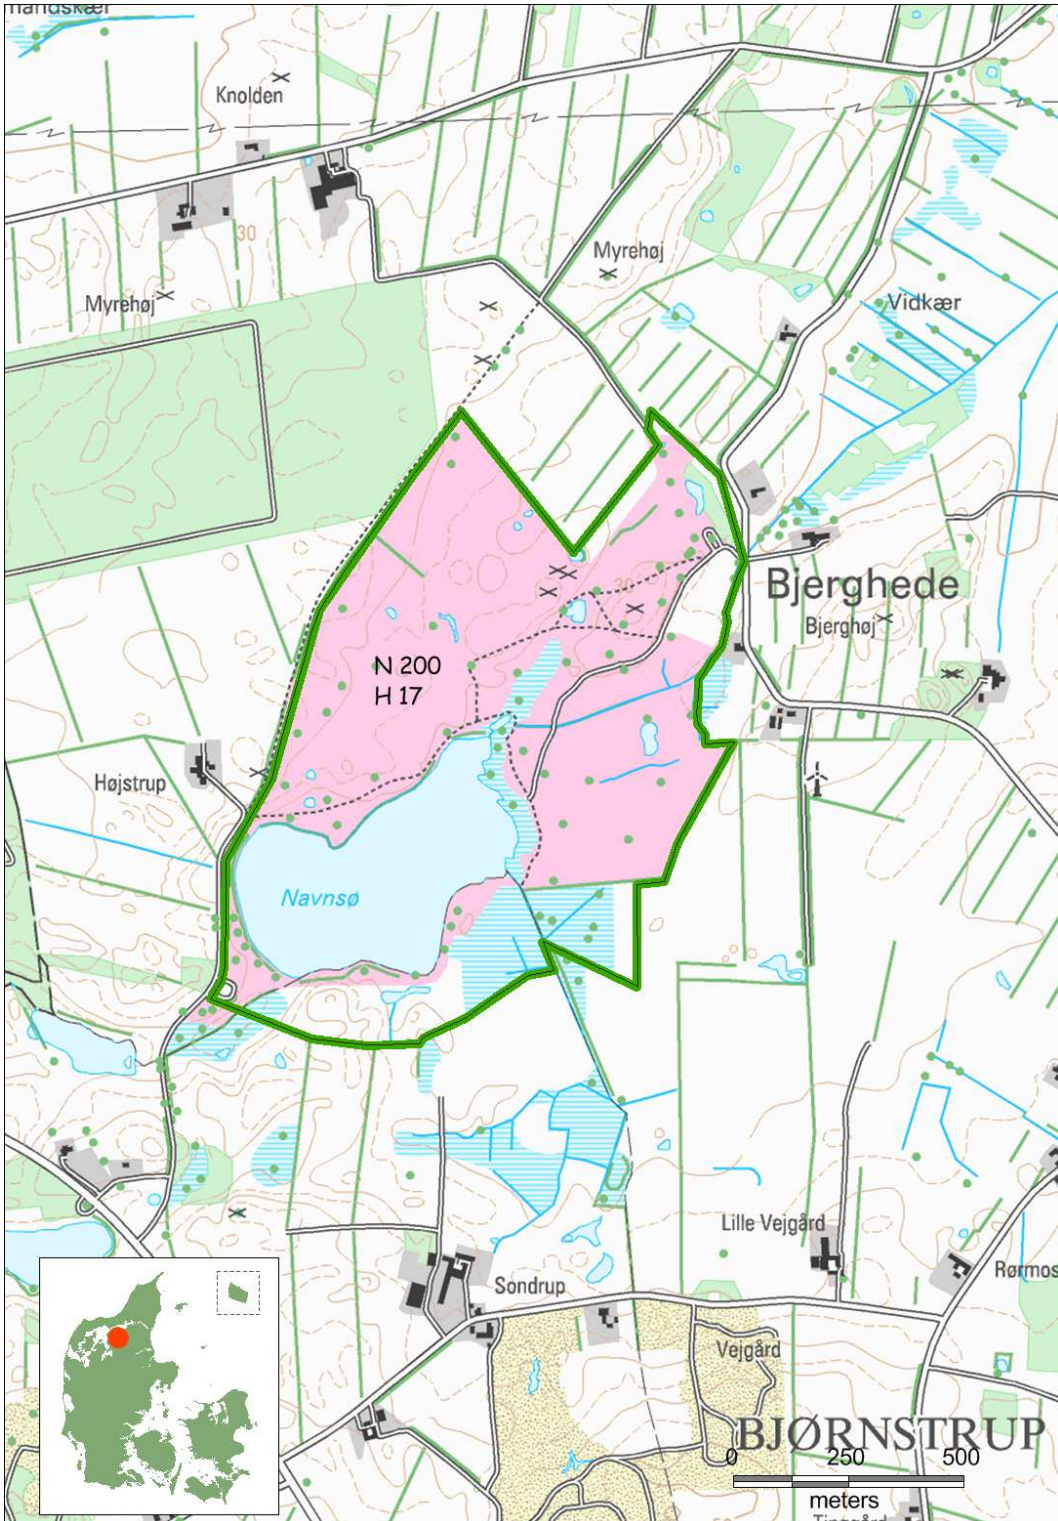 Knolden
30
Myrehøj
Myrehøj
Vidkær
Bjerghede
Bjerghøj
30
N 200
H 17
Højstrup
Navnsø
Lille Vejgård
Rørmos
Sondrup
Vejgård
BJØRNSTRUP
0 250 500
meters